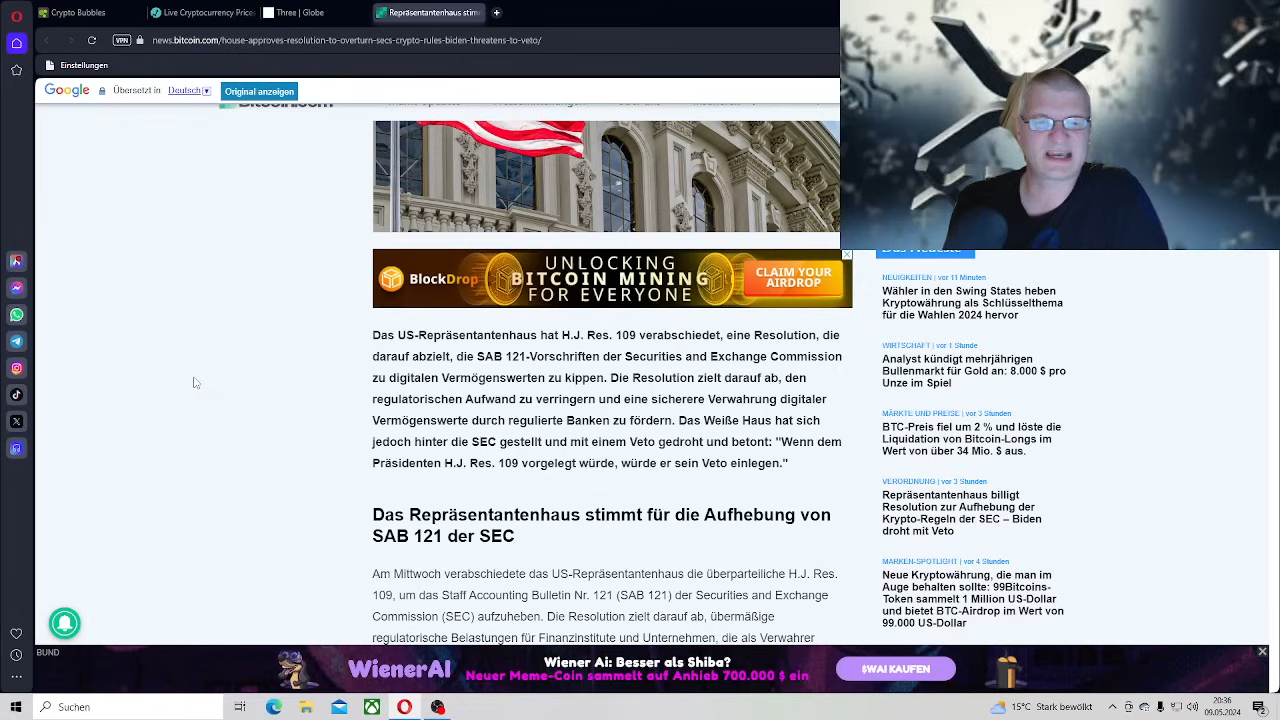 Crypto Bubbles
Live Cryptocurrency Prices
Three | Globe
Repräsentantenhaus stim
VPN
news.bitcoin.com/house-approves-resolution-to-overturn-secs-crypto-rules-biden-threatens-to-veto/
Einstellungen
Google
Übersetzt in
Deutsch
Original anzeigen
BlockDrop
UNLOCKING
BITCOIN MINING
FOR EVERYONE
CLAIM YOUR
AIRDROP
Das US-Repräsentantenhaus hat H.J. Res. 109 verabschiedet, eine Resolution, die
darauf abzielt, die SAB 121-Vorschriften der Securities and Exchange Commission
zu digitalen Vermögenswerten zu kippen. Die Resolution zielt darauf ab, den
regulatorischen Aufwand zu verringern und eine sicherere Verwahrung digitaler
Vermögenswerte durch regulierte Banken zu fördern. Das Weiße Haus hat sich
jedoch hinter die SEC gestellt und mit einem Veto gedroht und betont: "Wenn dem
Präsidenten H.J. Res. 109 vorgelegt würde, würde er sein Veto einlegen."
Das Repräsentantenhaus stimmt für die Aufhebung von
SAB 121 der SEC
Am Mittwoch verabschiedete das US-Repräsentantenhaus die überparteiliche H.J. Res.
109, um das Staff Accounting Bulletin Nr. 121 (SAB 121) der Securities and Exchange
Commission (SEC) aufzuheben. Die Resolution zielt darauf ab, übermäßige
regulatorische Belastungen für Finanzinstitute und Unternehmen, die als Verwahrer
NEUIGKEITEN | vor 11 Minuten
Wähler in den Swing States heben
Kryptowährung als Schlüsselthema
für die Wahlen 2024 hervor
WIRTSCHAFT | vor 1 Stunde
Analyst kündigt mehrjährigen
Bullenmarkt für Gold an: 8.000 $ pro
Unze im Spiel
MÄRKTE UND PREISE | vor 3 Stunden
BTC-Preis fiel um 2 % und löste die
Liquidation von Bitcoin-Longs im
Wert von über 34 Mio. $ aus.
VERORDNUNG | vor 3 Stunden
Repräsentantenhaus billigt
Resolution zur Aufhebung der
Krypto-Regeln der SEC – Biden
droht mit Veto
MARKEN-SPOTLIGHT | vor 4 Stunden
Neue Kryptowährung, die man im
Auge behalten sollte: 99Bitcoins-
Token sammelt 1 Million US-Dollar
und bietet BTC-Airdrop im Wert von
99.000 US-Dollar
BUND
WienerAI
Wiener Ai: Besser als Shiba?
Neuer Meme-Coin sammelt auf Anhieb 700.000 $ ein
$WAI KAUFEN
Suchen
15°C Stark bewölkt
20:36
09.05.2024